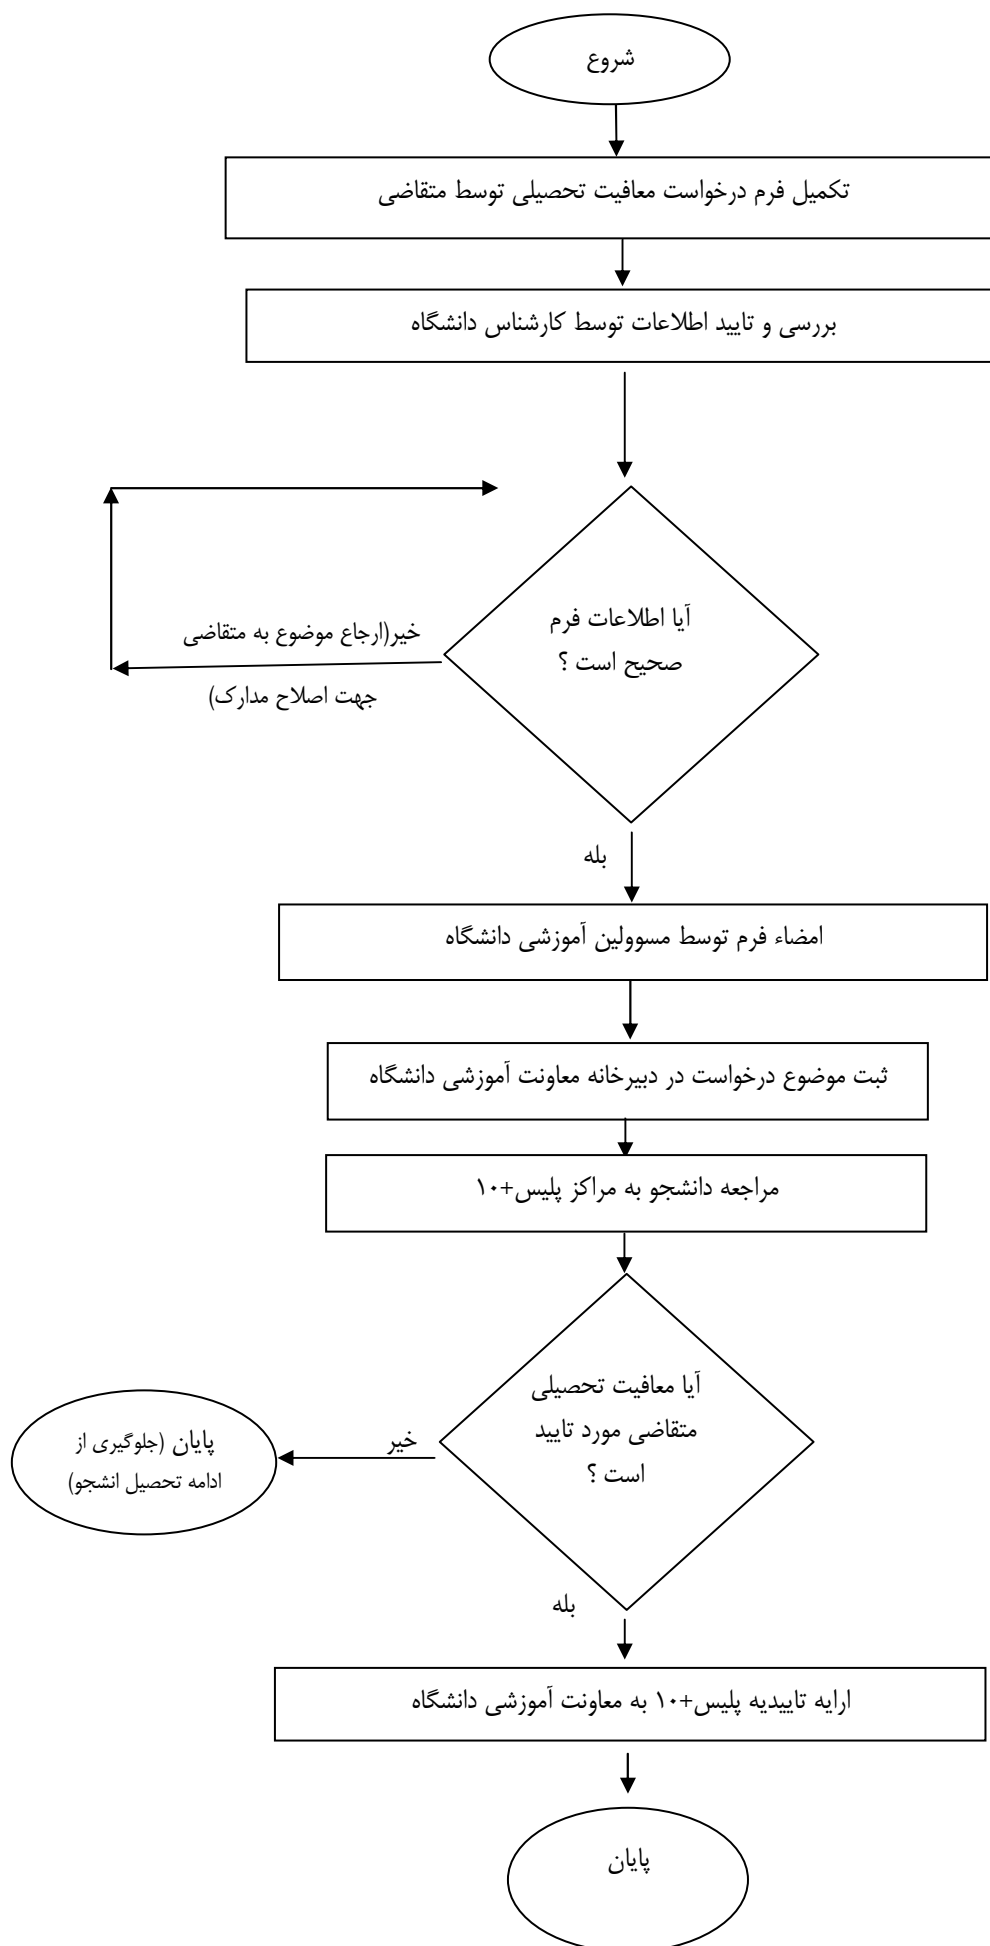 شروع
تکمیل فرم درخواست معافیت تحصیلی توسط متقاضی
بررسی و تایید اطلاعات توسط کارشناس دانشگاه
آیا اطلاعات فرم
صحیح است ؟
خیر(ارجاع موضوع به متقاضی
جهت اصلاح مدارک)
بله
امضاء فرم توسط مسوولین آموزشی دانشگاه
ثبت موضوع درخواست در دبیرخانه معاونت آموزشی دانشگاه
مراجعه دانشجو به مراکز پلیس+۱۰
آیا معافیت تحصیلی
متقاضی مورد تایید
است ؟
خیر
پایان (جلوگیری از
ادامه تحصیل انشجو)
بله
ارایه تاییدیه پلیس+۱۰ به معاونت آموزشی دانشگاه
پایان